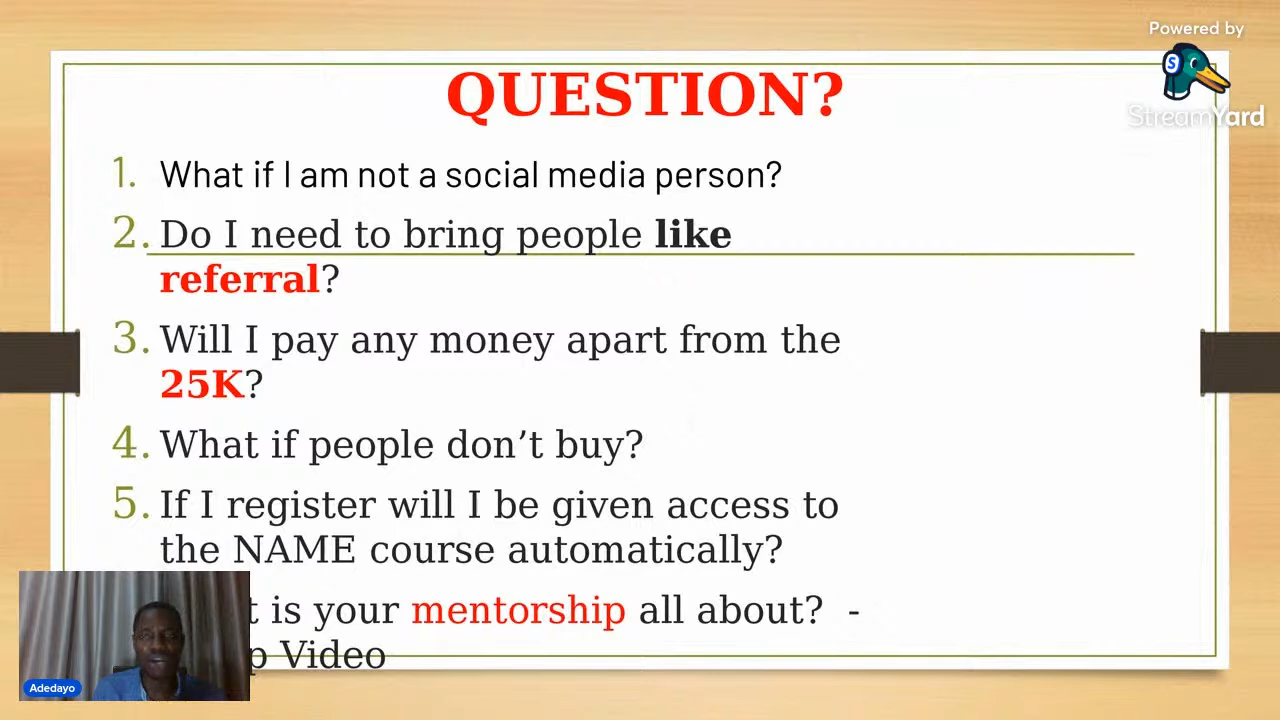 Powered by
StreamYard
QUESTION?
1. What if I am not a social media person?
2. Do I need to bring people like
referral?
3. Will I pay any money apart from the
25K?
4. What if people don’t buy?
5. If I register will I be given access to
the NAME course automatically?
is your mentorship all about? -
Video
Adedayo